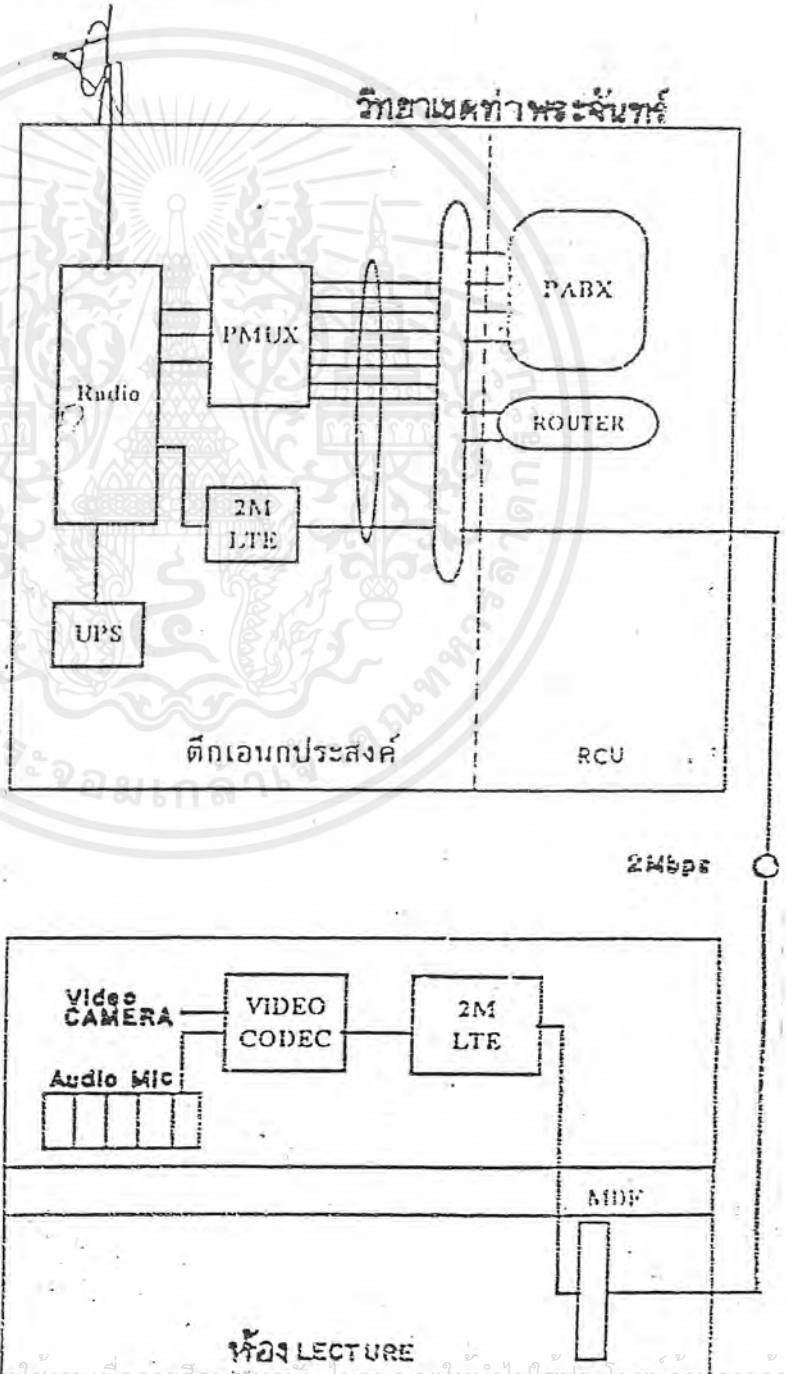 วิทยาเขตท่าพระจันทร์
PABX
PMUX
Radio
ROUTER
2M
LTE
UPS
ตึกเอนกประสงค์
RCU
2Mbps
Video
CAMERA
VIDEO
CODEC
2M
LTE
Audio Mic
MDF
ห้อง LECTURE